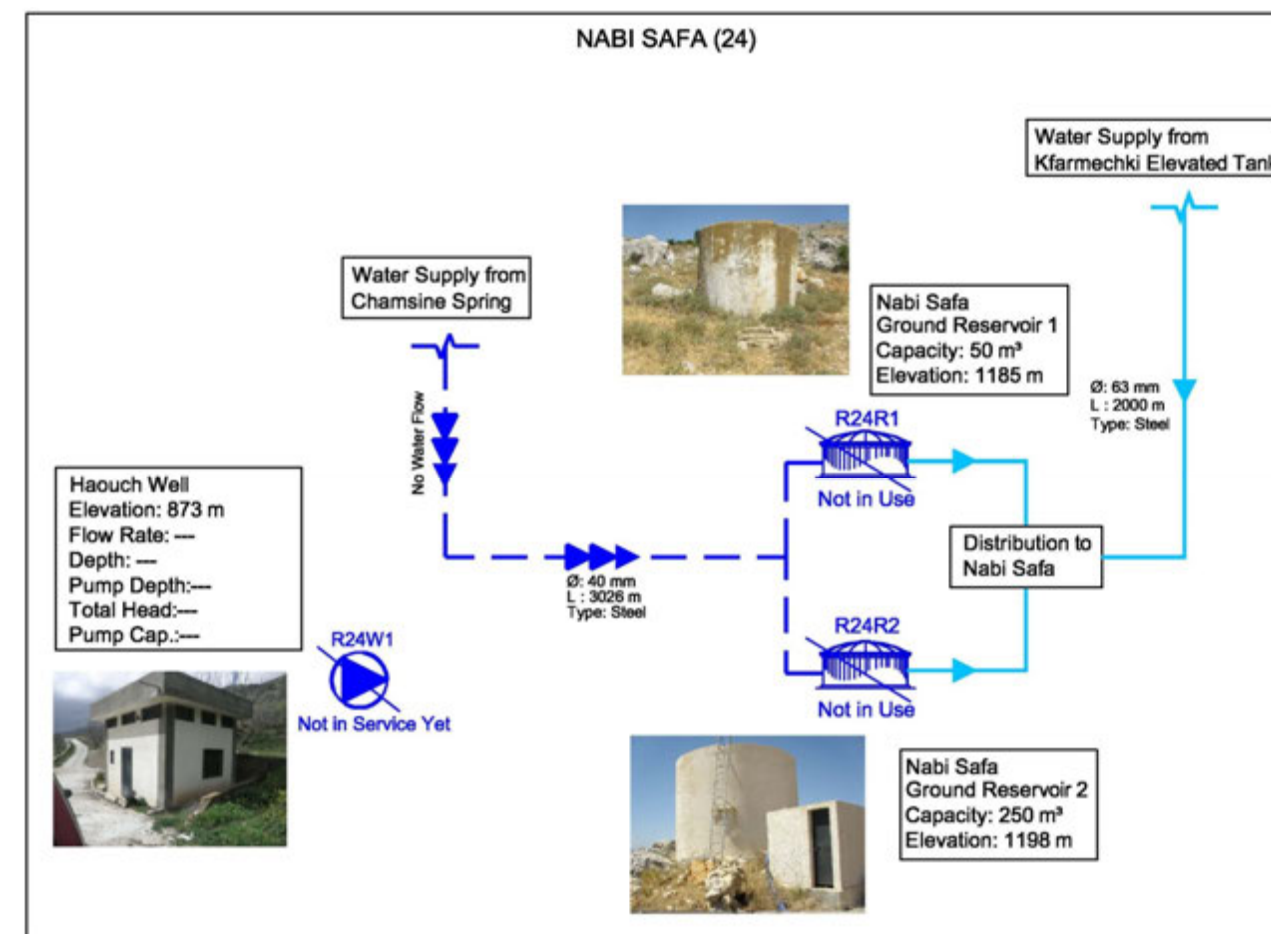 NABI SAFA (24)
Water Supply from
Kfarmechki Elevated Tank
Water Supply from
Chamsine Spring
Nabi Safa
Ground Reservoir 1
Capacity: 50 m³
Elevation: 1185 m
Ø: 63 mm
L : 2000 m
Type: Steel
No Water Flow
R24R1
Not in Use
Haouch Well
Elevation: 873 m
Flow Rate: ---
Depth: ---
Pump Depth:---
Total Head:---
Pump Cap.:---
Distribution to
Nabi Safa
Ø: 40 mm
L : 3026 m
Type: Steel
R24W1
Not in Service Yet
R24R2
Not in Use
Nabi Safa
Ground Reservoir 2
Capacity: 250 m³
Elevation: 1198 m